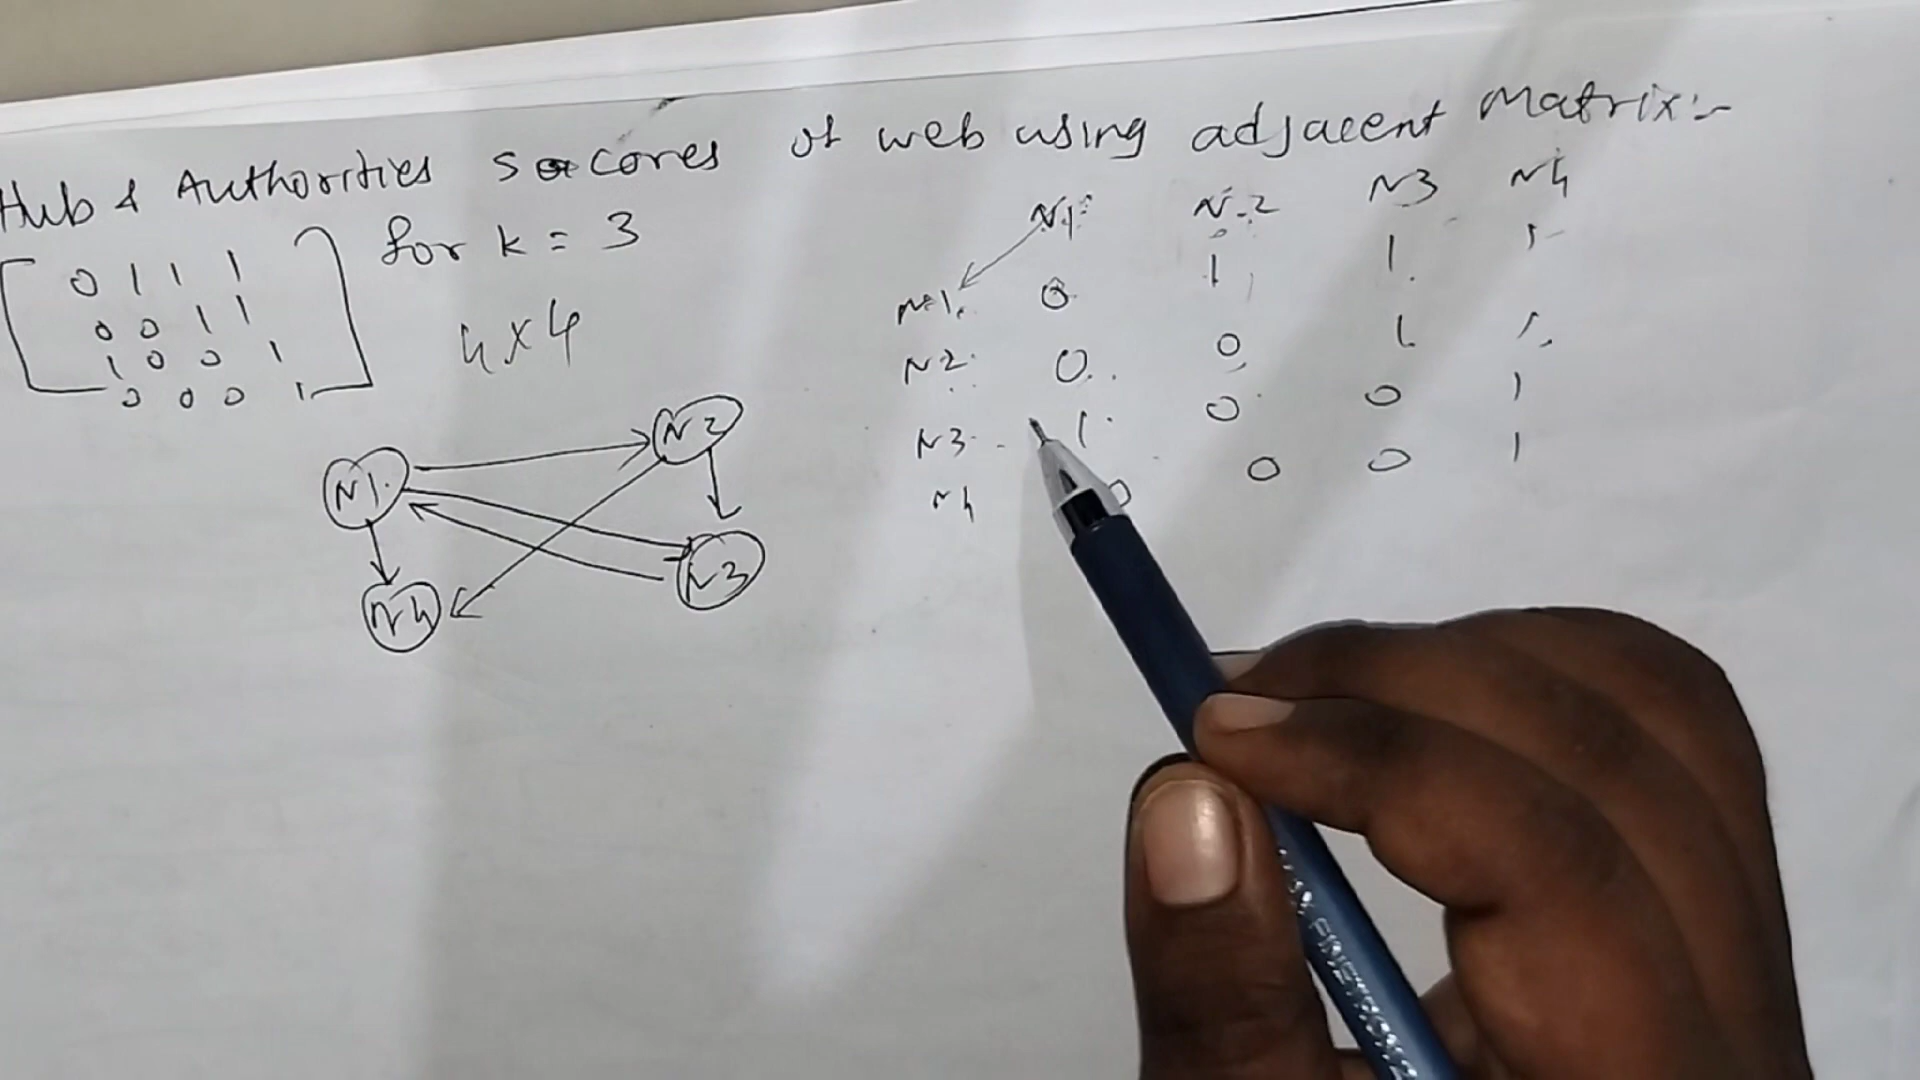 Hub & Authorities scores of web using adjacent Matrix:-
for k = 3
0 1 1 1
0 0 1 1
1 0 0 1
0 0 0 1
4x4
N1 N2 N3 N4
N1 0 1 1 1
N2 0 0 1 1
N3 1 0 0 1
N4 0 0 0 1
N1 N2
N4 N3